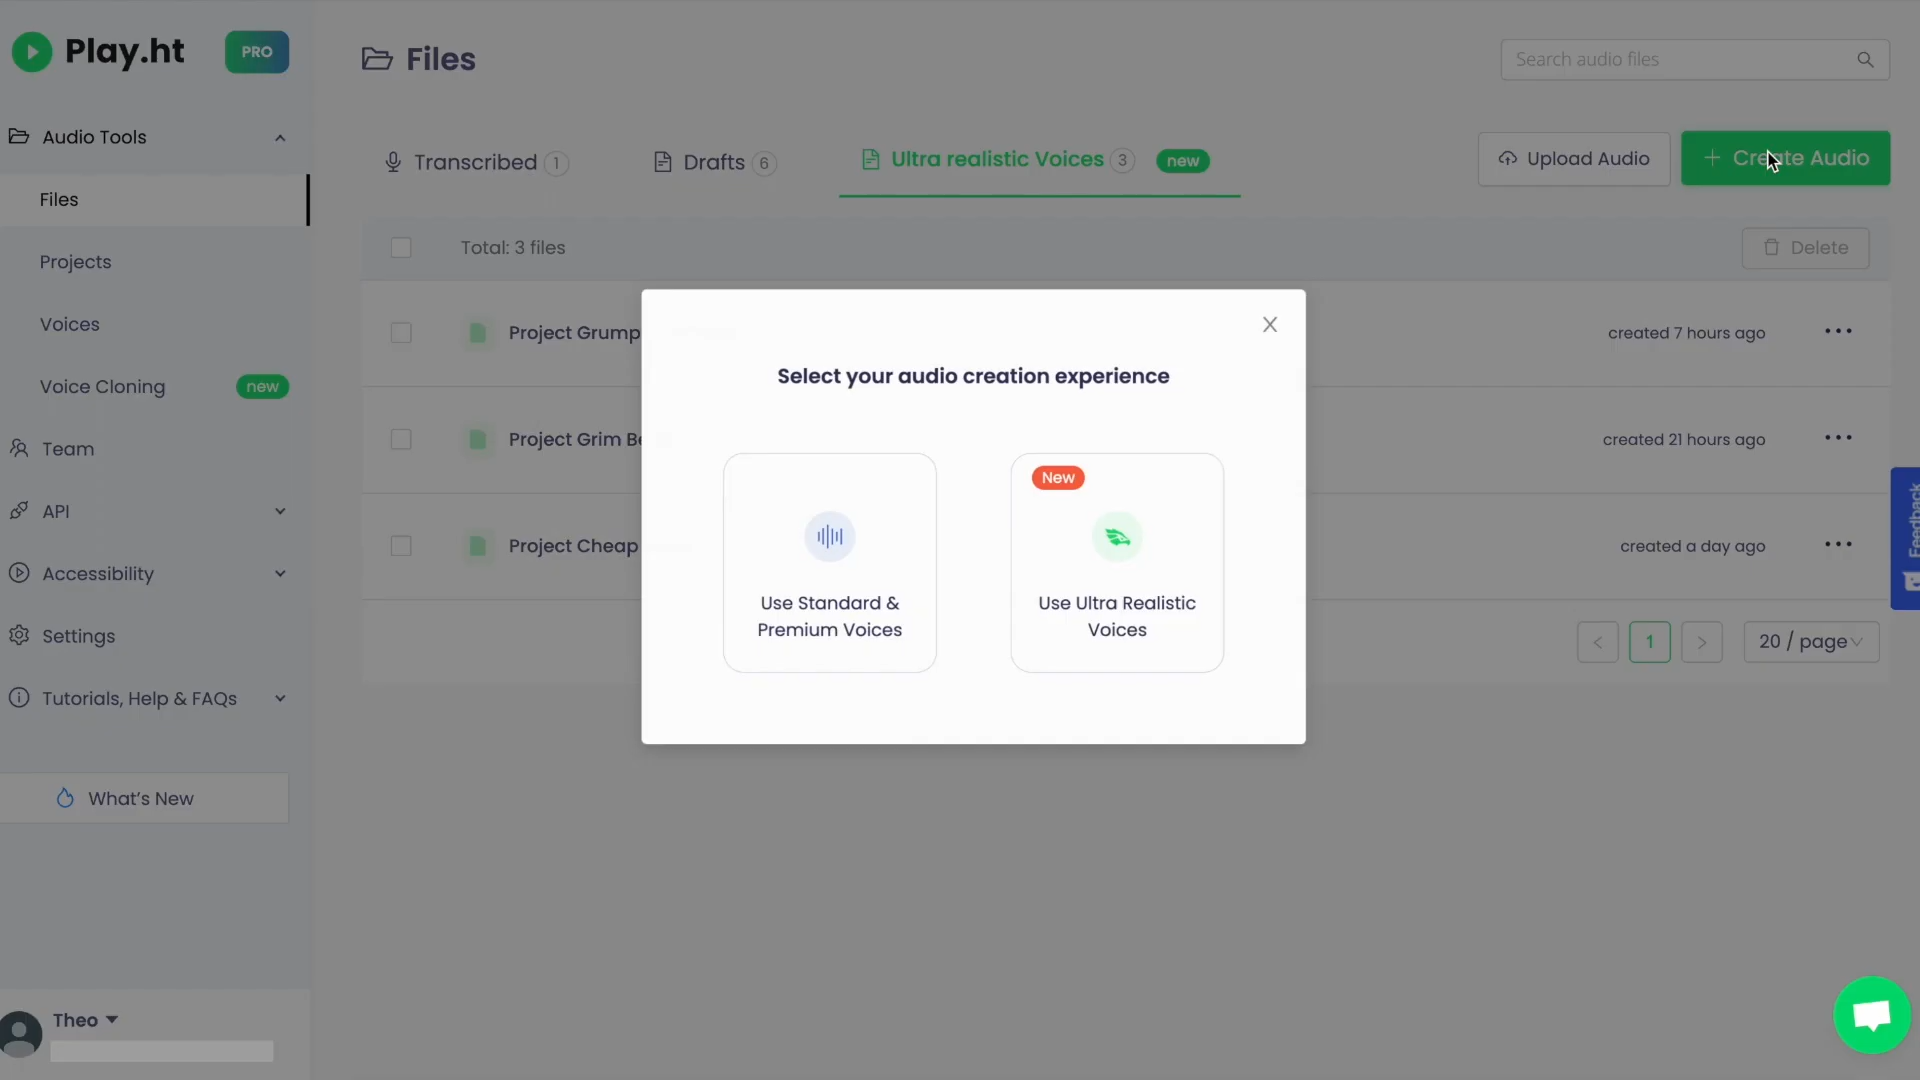 Play.ht PRO
Files
Search audio files
Audio Tools
Files
Projects
Voices
Voice Cloning new
Team
API
Accessibility
Settings
Tutorials, Help & FAQs
What's New
Theo
Transcribed 1
Drafts 6
Ultra realistic Voices 3 new
Upload Audio
+ Create Audio
Total: 3 files
Delete
Project Grump
created 7 hours ago
Project Grim
created 21 hours ago
Project Cheap
created a day ago
< 1 >
20 / page
Select your audio creation experience
Use Standard &
Premium Voices
New
Use Ultra Realistic
Voices
Feedback